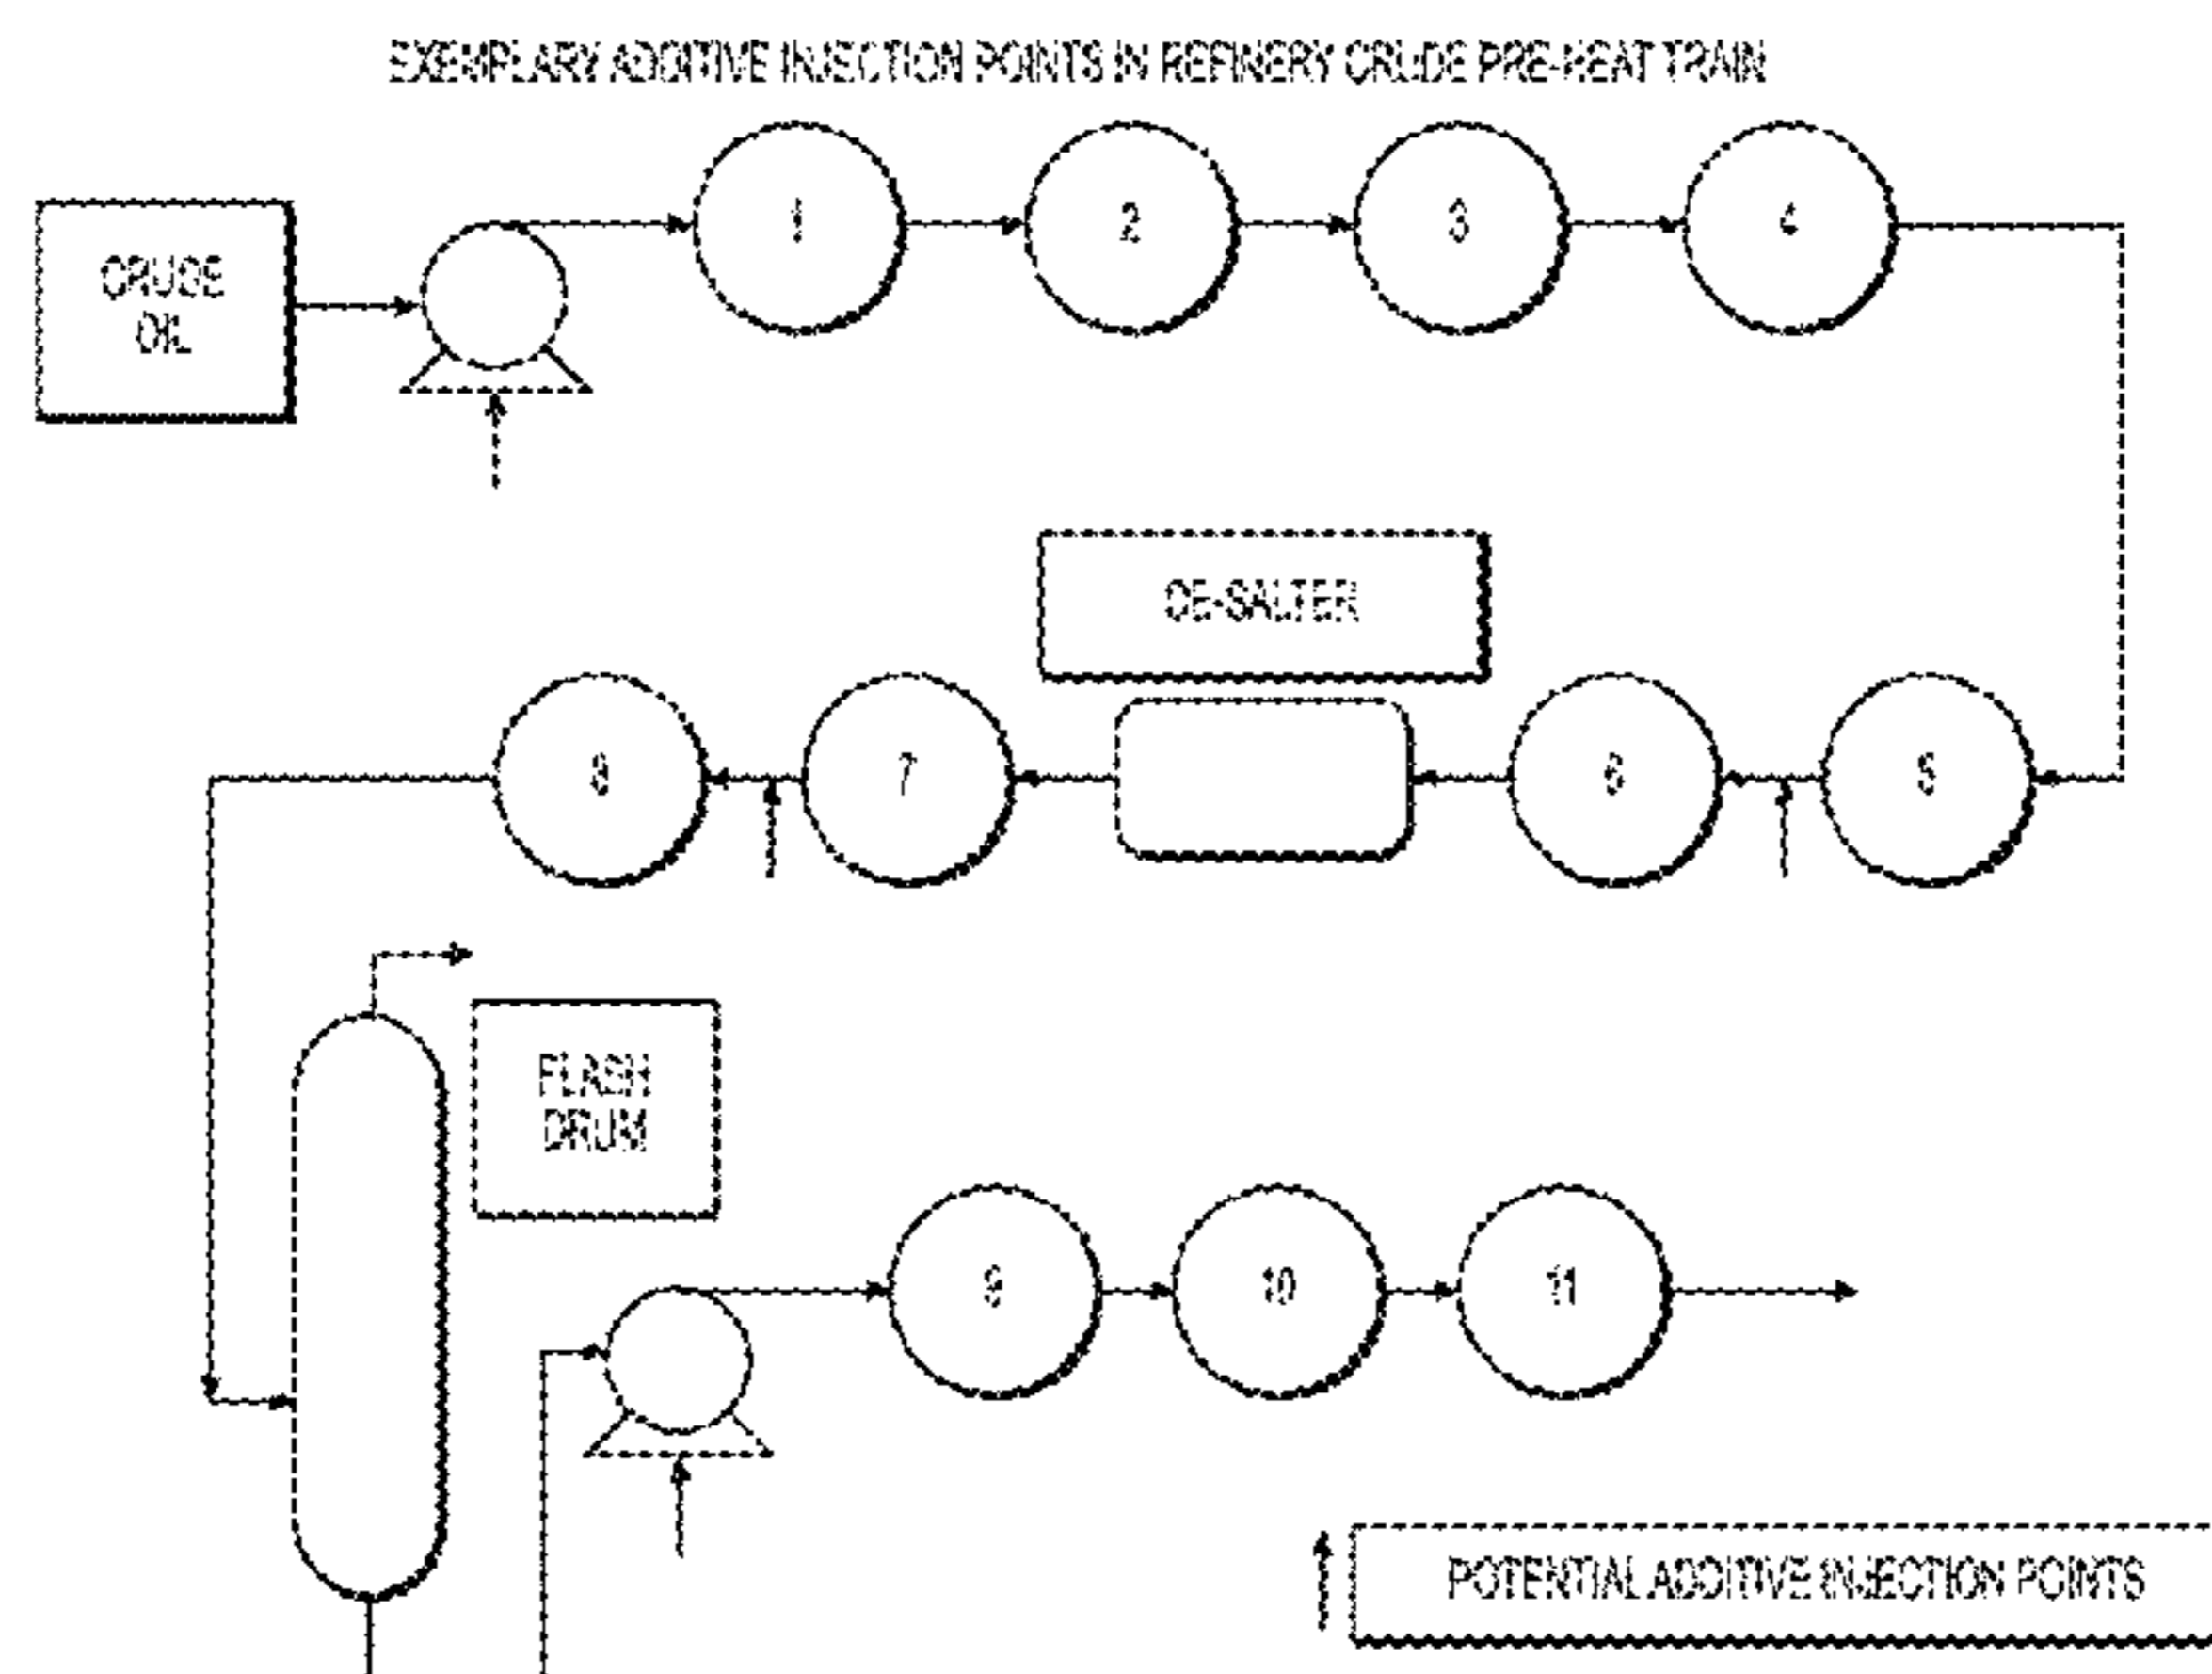 EXEMPLARY ADDITIVE INJECTION POINTS IN REFINERY CRUDE PRE-HEAT TRAIN
1
2
3
4
CRUDE
OIL
DE-SALTER
8
7
6
5
FLASH
DRUM
9
10
11
POTENTIAL ADDITIVE INJECTION POINTS